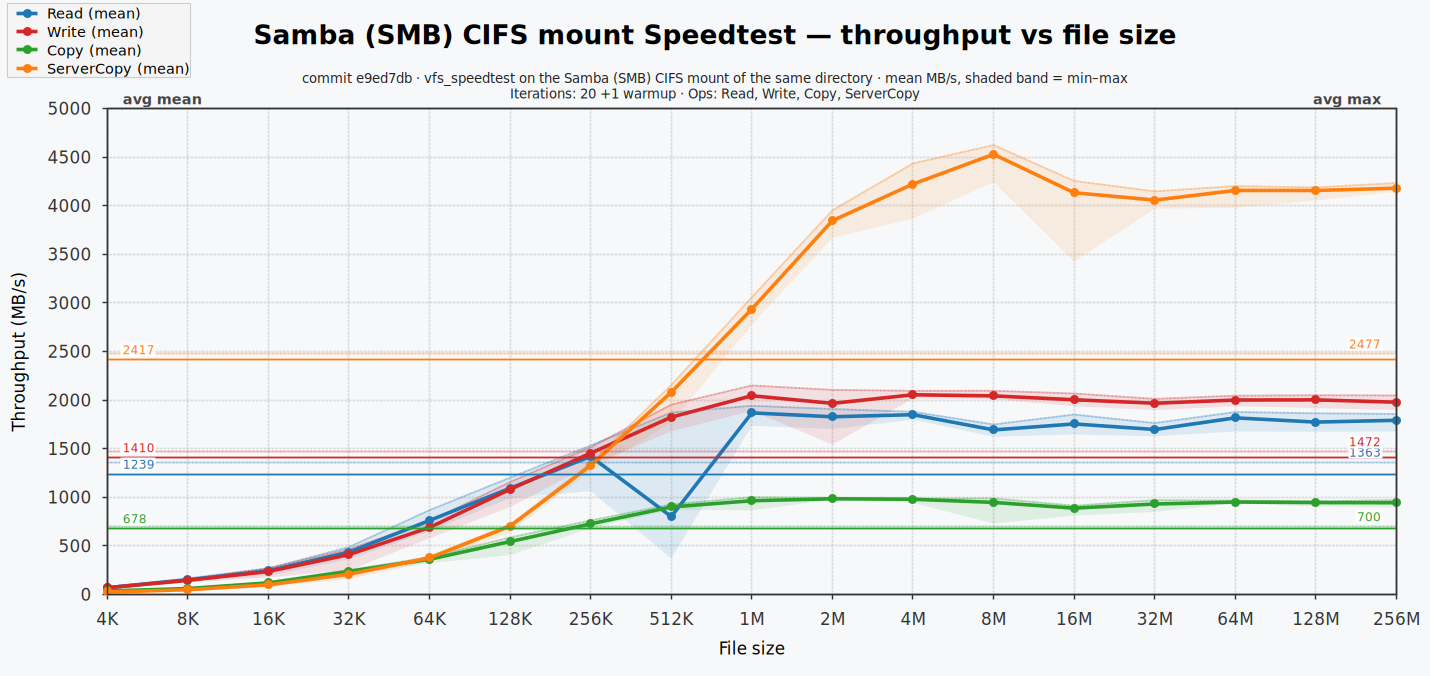 Read (mean)
Write (mean)
Copy (mean)
ServerCopy (mean)
Samba (SMB) CIFS mount Speedtest — throughput vs file size
commit e9ed7db · vfs_speedtest on the Samba (SMB) CIFS mount of the same directory · mean MB/s, shaded band = min–max
Iterations: 20 +1 warmup · Ops: Read, Write, Copy, ServerCopy
avg mean avg max
5000
4500
4000
3500
3000
2500
2000
1500
1000
500
0
2417 2477
1410 1472
1239 1363
678 700
Throughput (MB/s)
4K 8K 16K 32K 64K 128K 256K 512K 1M 2M 4M 8M 16M 32M 64M 128M 256M
File size